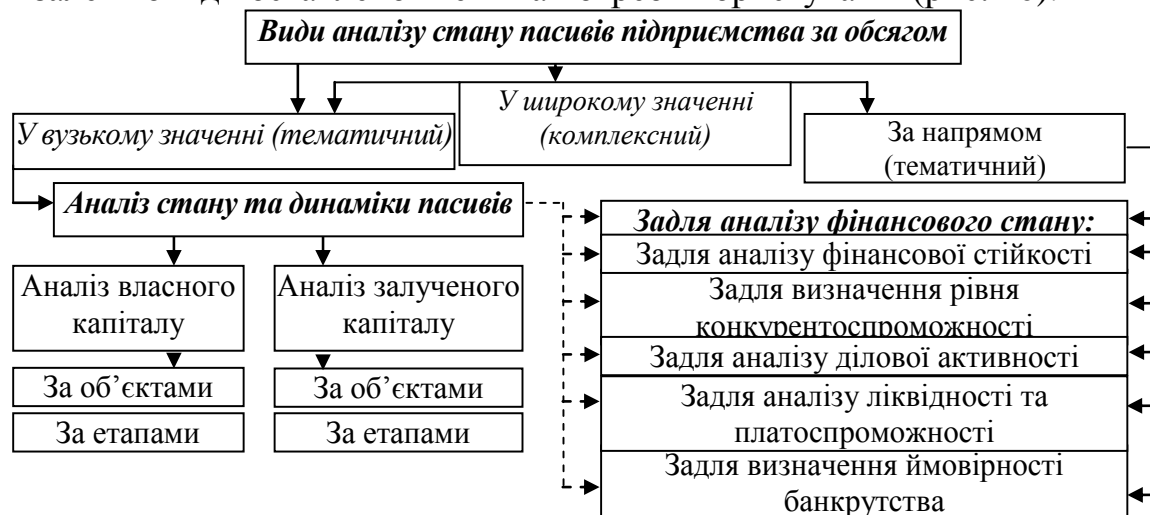 Види аналізу стану пасивів підприємства за обсягом
У вузькому значенні (тематичний)
У широкому значенні
(комплексний)
За напрямом
(тематичний)
Аналіз стану та динаміки пасивів
Аналіз власного
капіталу
Аналіз залученого
капіталу
За об’єктами
За об’єктами
За етапами
За етапами
Задля аналізу фінансового стану:
Задля аналізу фінансової стійкості
Задля визначення рівня
конкурентоспроможності
Задля аналізу ділової активності
Задля аналізу ліквідності та
платоспроможності
Задля визначення ймовірності
банкрутства